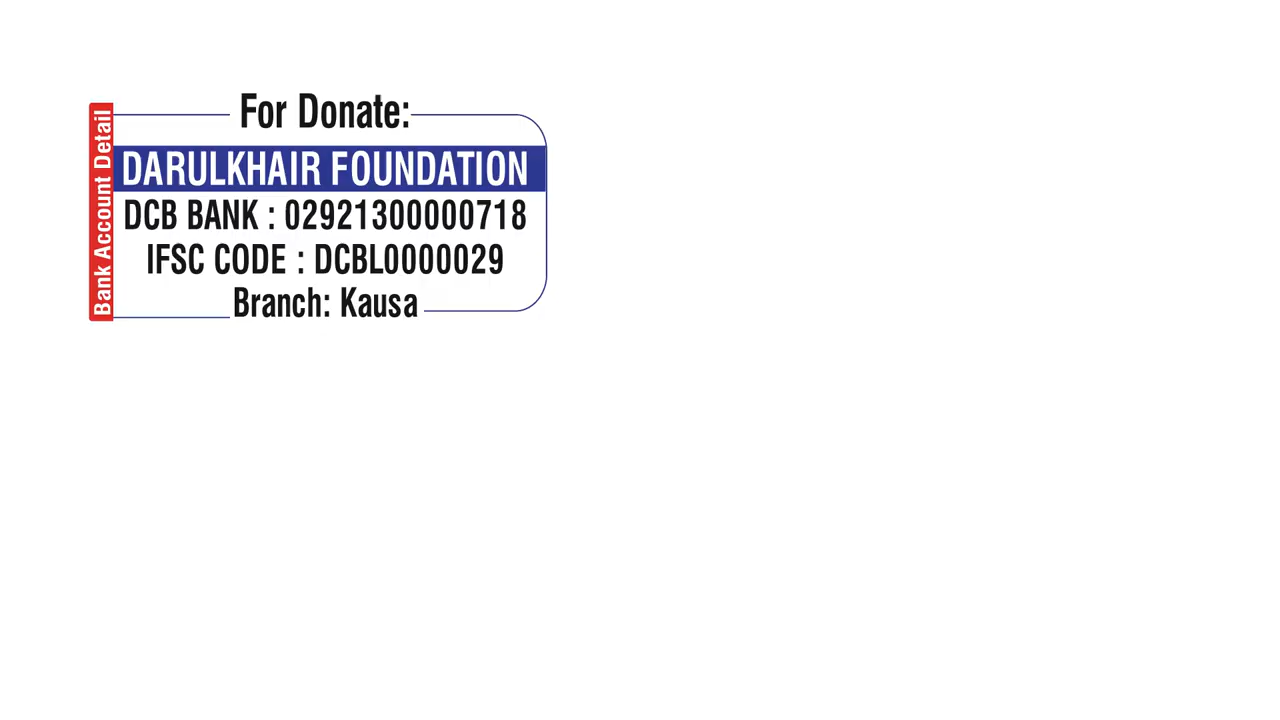 For Donate:
Bank Account Detail
DARULKHAIR FOUNDATION
DCB BANK : 02921300000718
IFSC CODE : DCBL0000029
Branch: Kausa